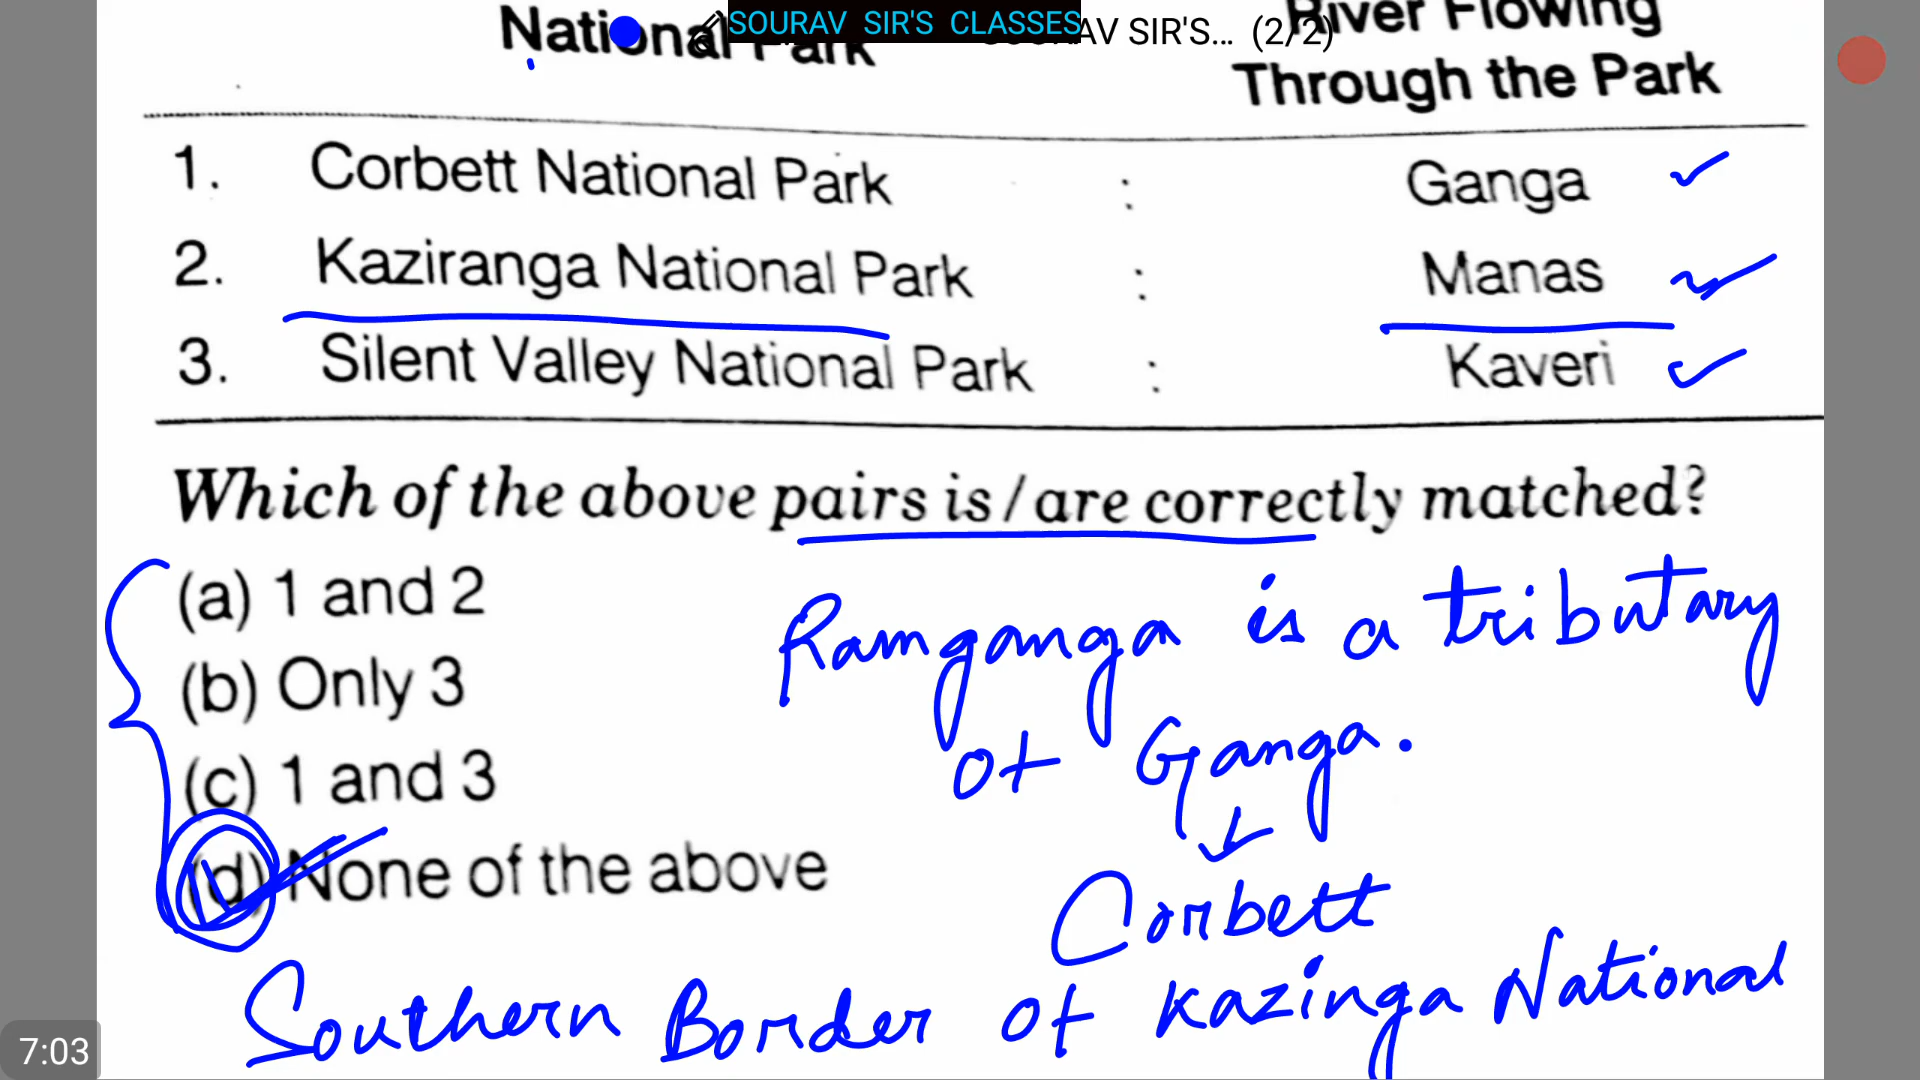 SOURAV SIR'S CLASSES
AV SIR'S... (2/2)
National Park
River Flowing
Through the Park
1. Corbett National Park : Ganga
2. Kaziranga National Park : Manas
3. Silent Valley National Park : Kaveri
Which of the above pairs is/are correctly matched?
(a) 1 and 2
(b) Only 3
(c) 1 and 3
(d) None of the above
Ramganga is a tributary
of Ganga.
Corbett
Southern Border of Kazinga National
7:03